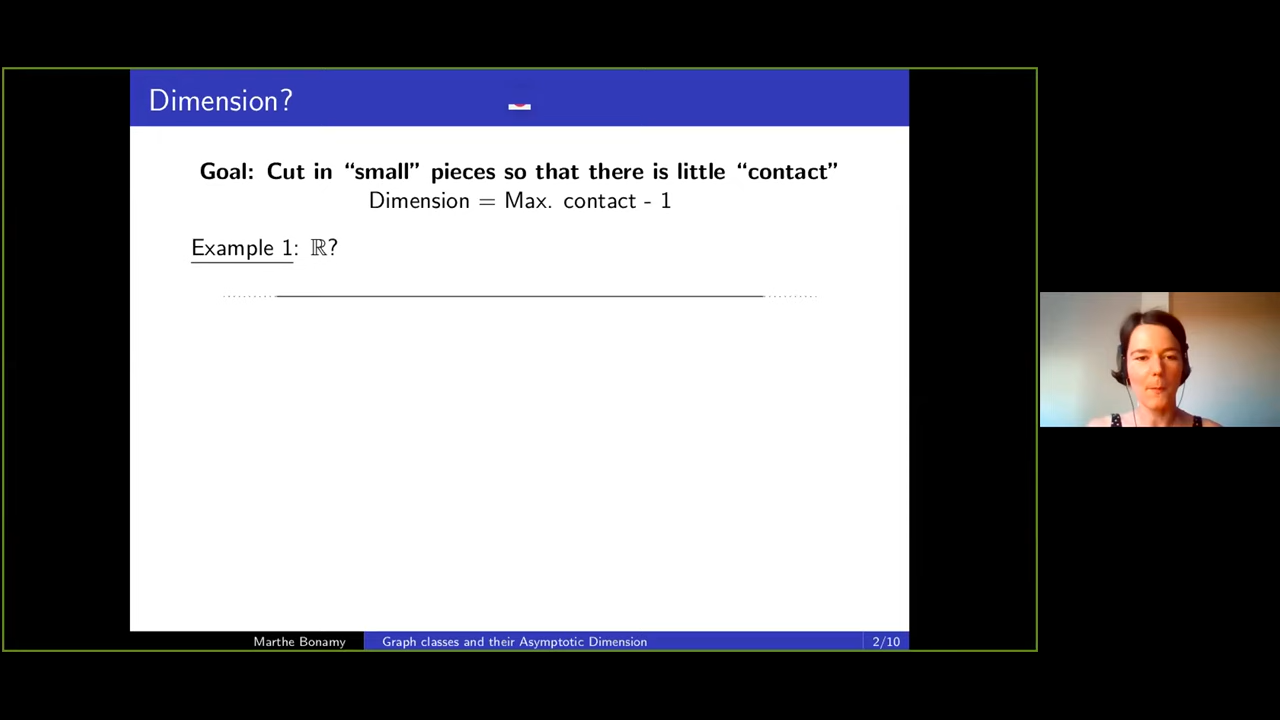 Dimension?
Goal: Cut in “small” pieces so that there is little “contact”
Dimension = Max. contact - 1
Example 1: ℝ?
Marthe Bonamy Graph classes and their Asymptotic Dimension 2/10